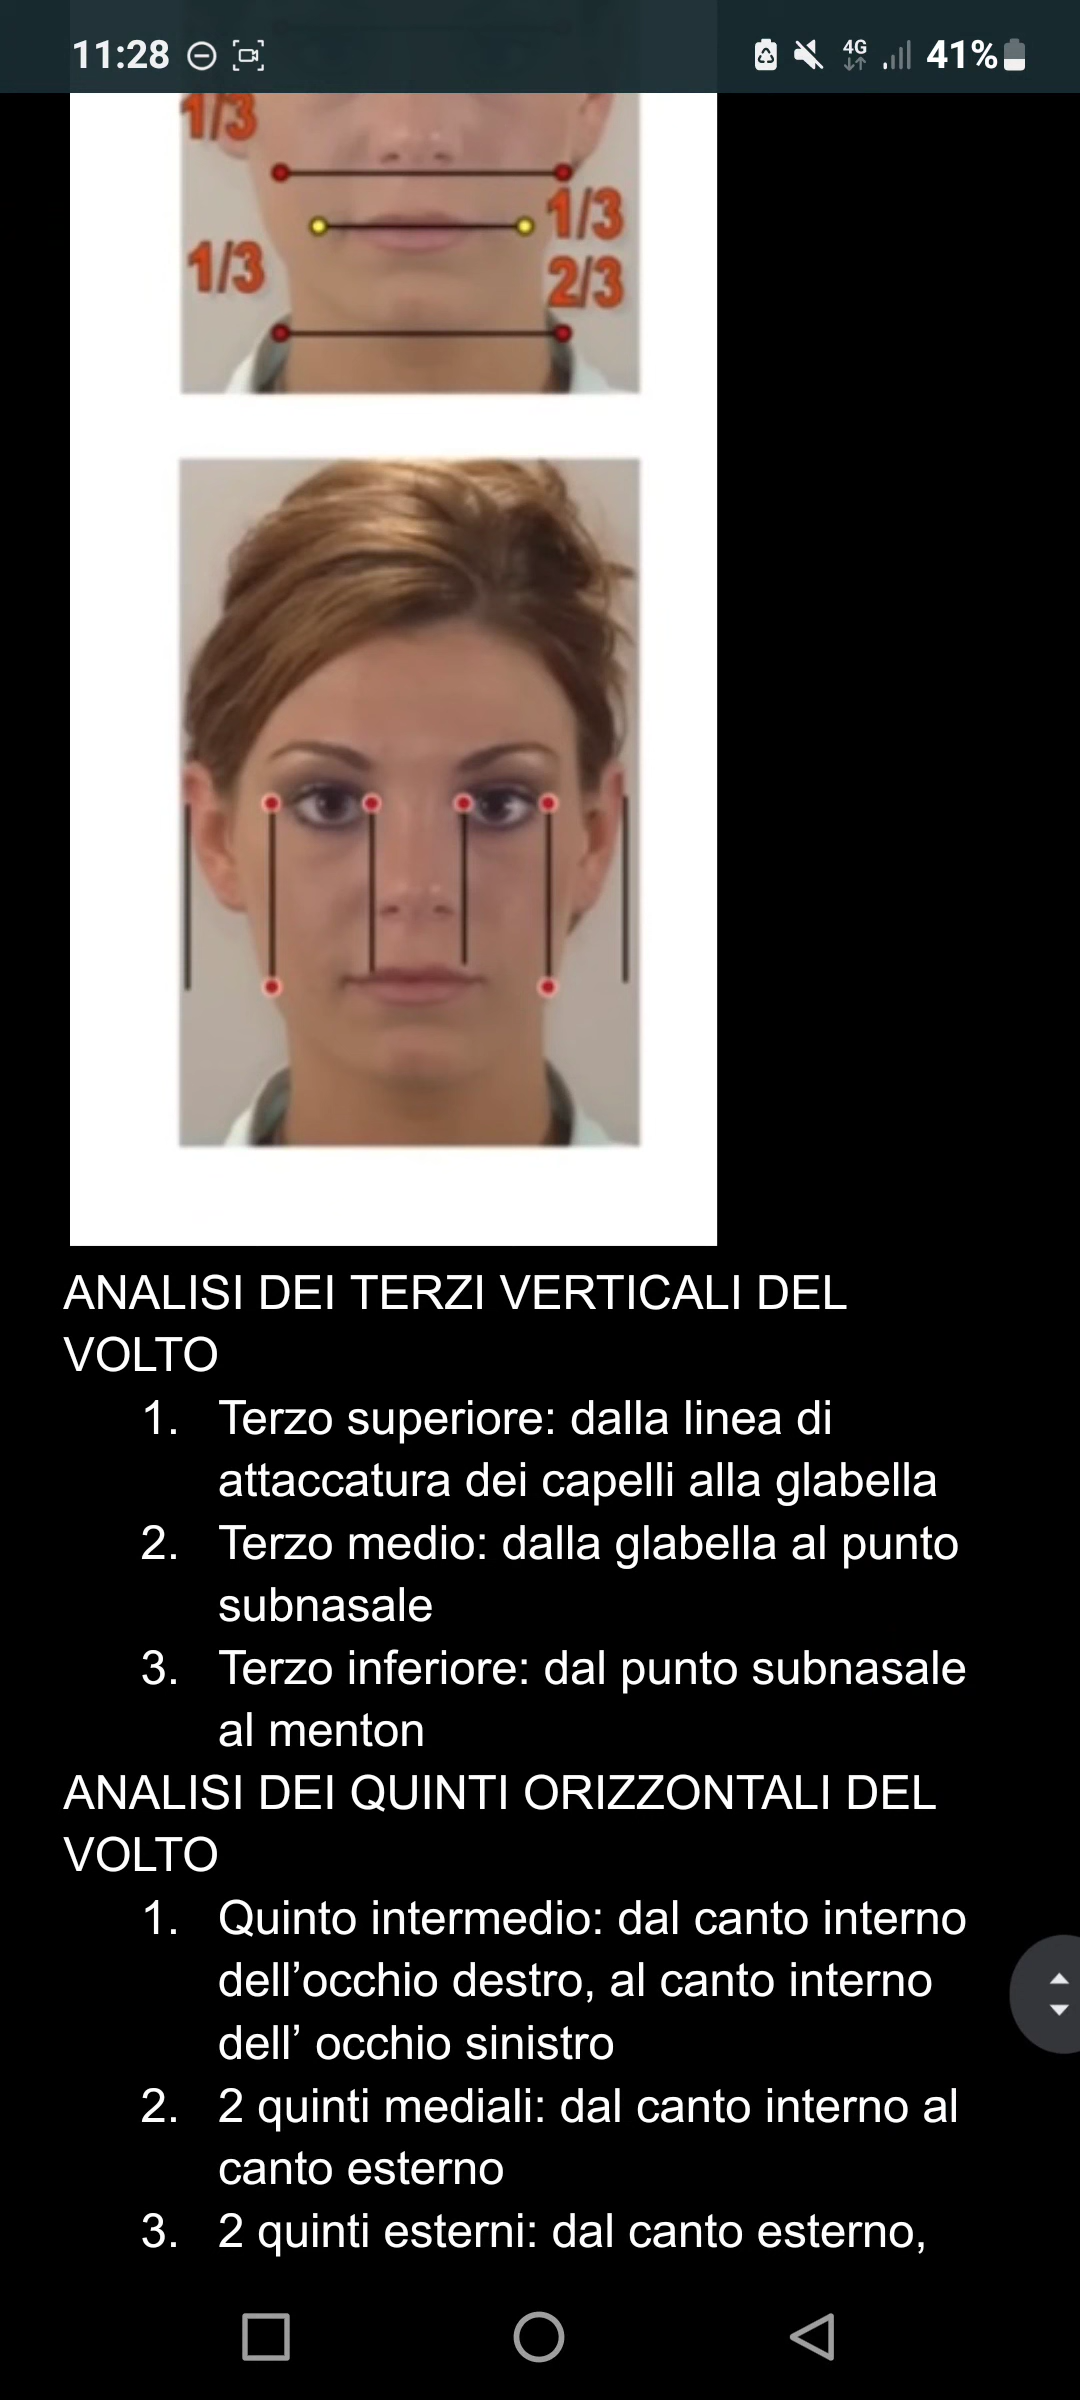 11:28
4G
41%
1/3
1/3
1/3
2/3
ANALISI DEI TERZI VERTICALI DEL
VOLTO
1. Terzo superiore: dalla linea di
attaccatura dei capelli alla glabella
2. Terzo medio: dalla glabella al punto
subnasale
3. Terzo inferiore: dal punto subnasale
al menton
ANALISI DEI QUINTI ORIZZONTALI DEL
VOLTO
1. Quinto intermedio: dal canto interno
dell’occhio destro, al canto interno
dell’ occhio sinistro
2. 2 quinti mediali: dal canto interno al
canto esterno
3. 2 quinti esterni: dal canto esterno,